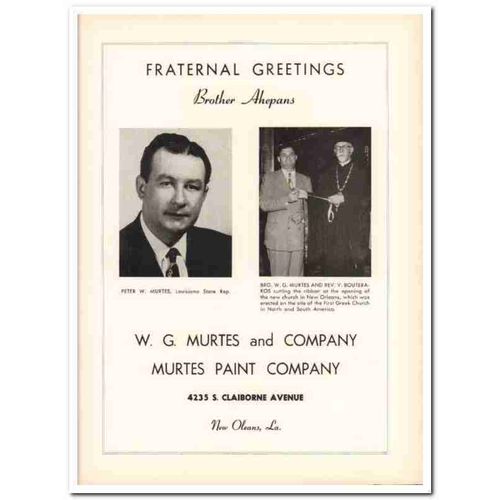 FRATERNAL GREETINGS
Brother Ahepans
PETER W. MURTES, Louisiana State Rep.
BRO. W. G. MURTES AND REV. V. BOUTERA-
KOS cutting the ribbon at the opening of
the new church in New Orleans, which was
erected on the site of the First Greek Church
in North and South America.
W. G. MURTES and COMPANY
MURTES PAINT COMPANY
4235 S. CLAIBORNE AVENUE
New Oleans, La.